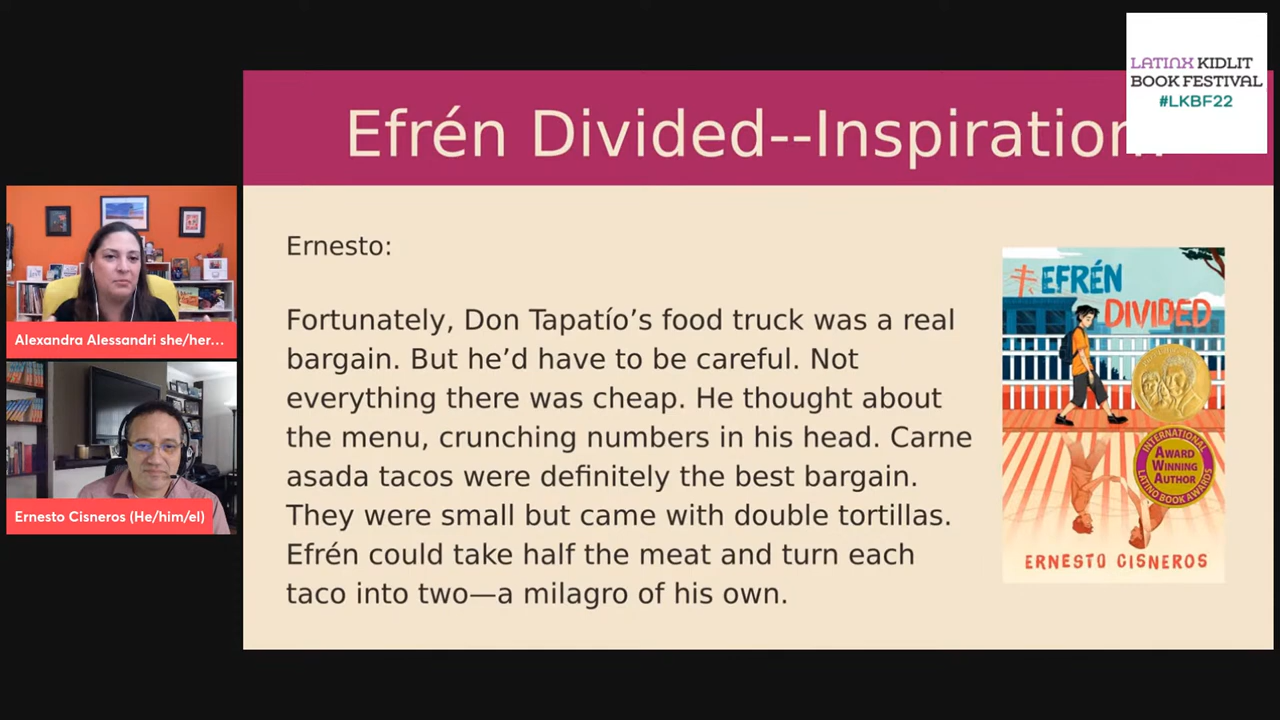 LATINX KIDLIT
BOOK FESTIVAL
#LKBF22
Efrén Divided--Inspiration
Ernesto:
Fortunately, Don Tapatío’s food truck was a real
bargain. But he’d have to be careful. Not
everything there was cheap. He thought about
the menu, crunching numbers in his head. Carne
asada tacos were definitely the best bargain.
They were small but came with double tortillas.
Efrén could take half the meat and turn each
taco into two—a milagro of his own.
EFRÉN
DIVIDED
INTERNATIONAL
AWARD
WINNING
AUTHOR
LATINO BOOK AWARDS
ERNESTO CISNEROS
Alexandra Alessandri she/her...
Ernesto Cisneros (He/him/el)